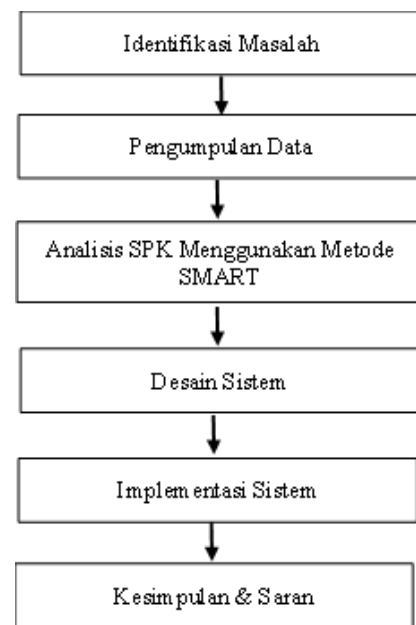 Identifikasi Masalah
Pengumpulan Data
Analisis SPK Menggunakan Metode
SMART
Desain Sistem
Implementasi Sistem
Kesimpulan & Saran